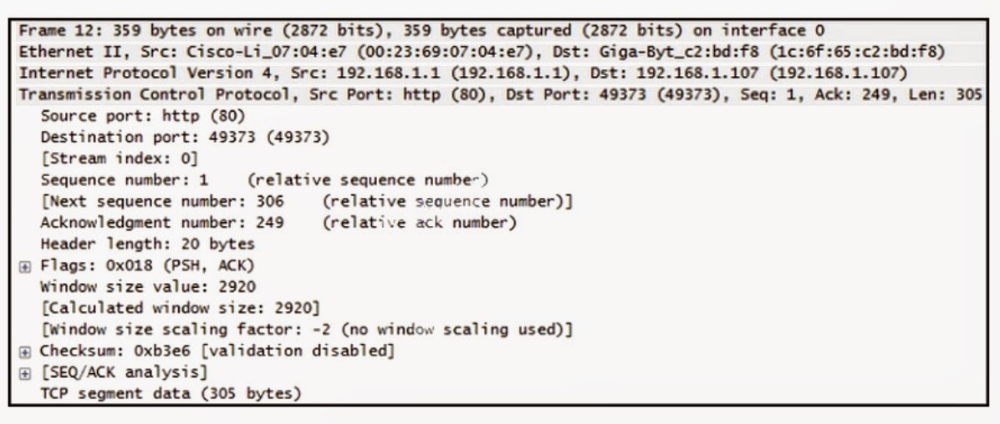 Frame 12: 359 bytes on wire (2872 bits), 359 bytes captured (2872 bits) on interface 0
Ethernet II, Src: Cisco-Li_07:04:e7 (00:23:69:07:04:e7), Dst: Giga-Byt_c2:bd:f8 (1c:6f:65:c2:bd:f8)
Internet Protocol Version 4, Src: 192.168.1.1 (192.168.1.1), Dst: 192.168.1.107 (192.168.1.107)
Transmission Control Protocol, Src Port: http (80), Dst Port: 49373 (49373), Seq: 1, Ack: 249, Len: 305
Source port: http (80)
Destination port: 49373 (49373)
[Stream index: 0]
Sequence number: 1 (relative sequence number)
[Next sequence number: 306 (relative sequence number)]
Acknowledgment number: 249 (relative ack number)
Header length: 20 bytes
Flags: 0x018 (PSH, ACK)
Window size value: 2920
[Calculated window size: 2920]
[Window size scaling factor: -2 (no window scaling used)]
Checksum: 0xb3e6 [validation disabled]
[SEQ/ACK analysis]
TCP segment data (305 bytes)